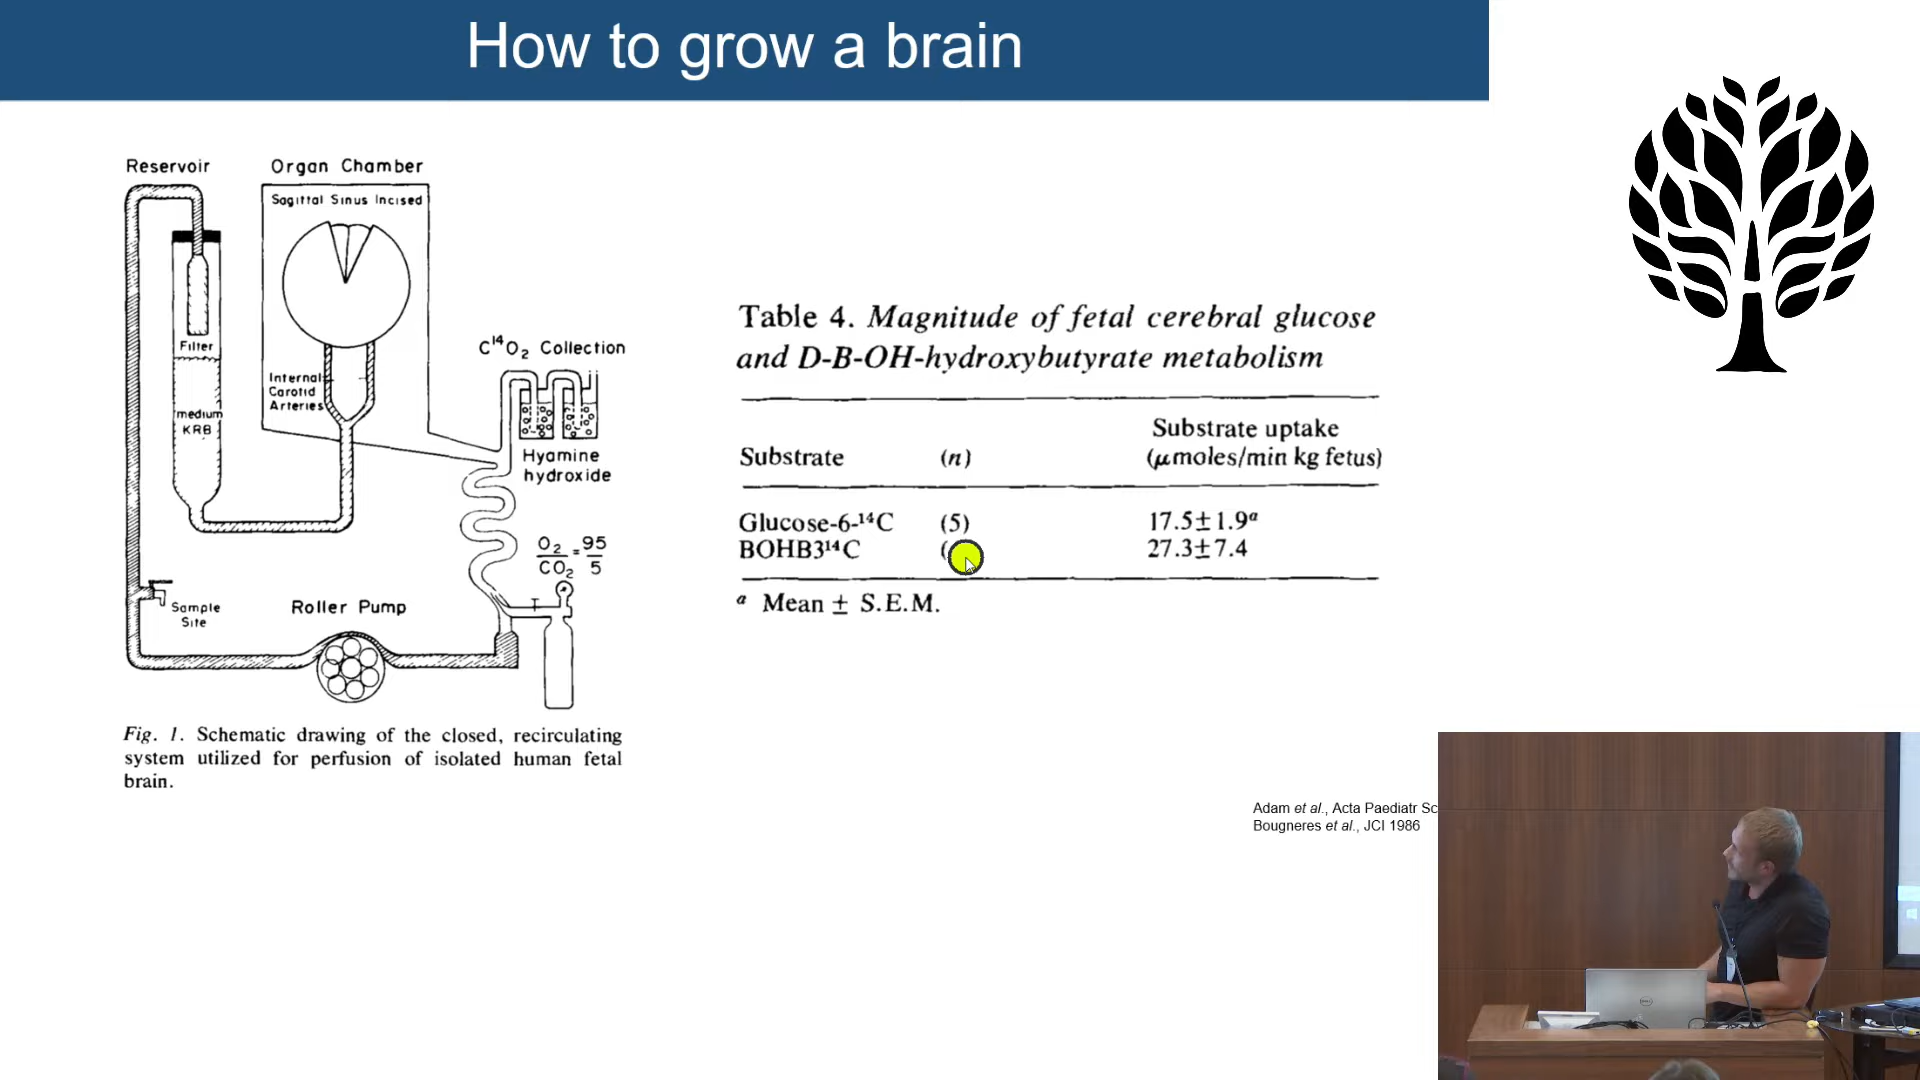 How to grow a brain
Reservoir
Organ Chamber
Sagittal Sinus Incised
Filter
Internal
Carotid
Arteries
medium
KRB
C¹⁴O₂ Collection
Hyamine
hydroxide
O₂ = 95
CO₂ 5
Sample
Site
Roller Pump
Fig. 1. Schematic drawing of the closed, recirculating
system utilized for perfusion of isolated human fetal
brain.
Table 4. Magnitude of fetal cerebral glucose
and D-B-OH-hydroxybutyrate metabolism
Substrate (n) Substrate uptake
(μmoles/min kg fetus)
Glucose-6-¹⁴C (5) 17.5±1.9ᵃ
BOHB3¹⁴C ( 27.3±7.4
ᵃ Mean ± S.E.M.
Adam et al., Acta Paediatr Sc
Bougneres et al., JCI 1986